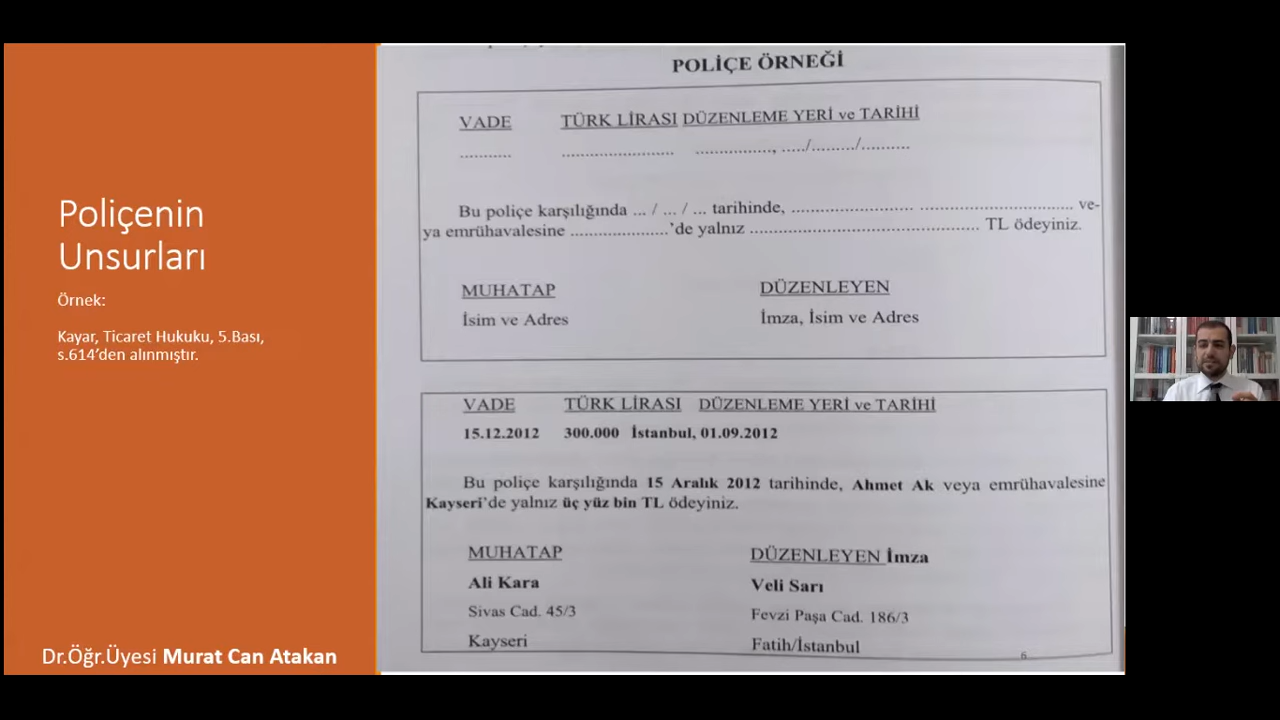 Poliçenin
Unsurları
Örnek:
Kayar, Ticaret Hukuku, 5.Bası,
s.614'den alınmıştır.
Dr.Öğr.Üyesi Murat Can Atakan
POLİÇE ÖRNEĞİ
VADE TÜRK LİRASI DÜZENLEME YERİ ve TARİHİ
........... ....................... ................, ...../........./..........
Bu poliçe karşılığında ... / ... / ... tarihinde, ......................... ............................... ve-
ya emrühavalesine ....................'de yalnız ............................................... TL ödeyiniz.
MUHATAP DÜZENLEYEN
İsim ve Adres İmza, İsim ve Adres
VADE TÜRK LİRASI DÜZENLEME YERİ ve TARİHİ
15.12.2012 300.000 İstanbul, 01.09.2012
Bu poliçe karşılığında 15 Aralık 2012 tarihinde, Ahmet Ak veya emrühavalesine
Kayseri'de yalnız üç yüz bin TL ödeyiniz.
MUHATAP DÜZENLEYEN İmza
Ali Kara Veli Sarı
Sivas Cad. 45/3 Fevzi Paşa Cad. 186/3
Kayseri Fatih/İstanbul
6